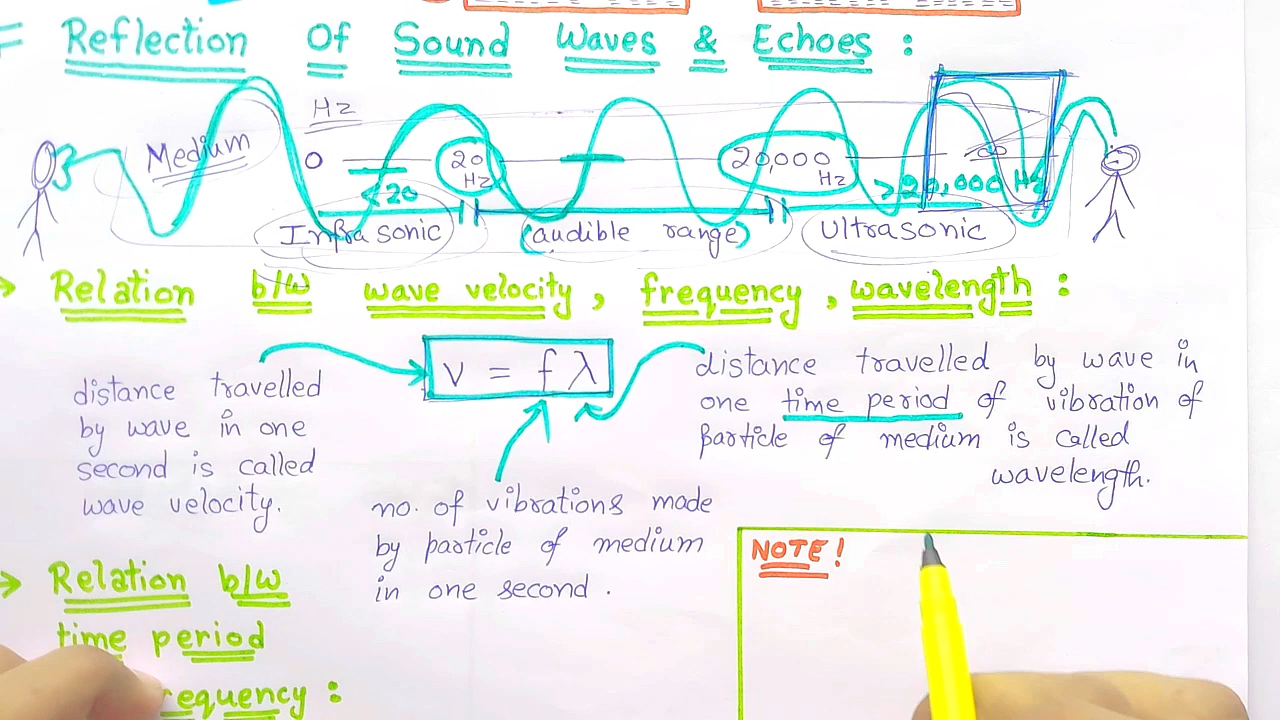 Reflection Of Sound Waves & Echoes :
Hz
Medium
0
20
Hz
20,000
Hz
<20
>20,000 Hz
Infrasonic
(audible range)
Ultrasonic
Relation b/w wave velocity, frequency, wavelength :
v = f λ
distance travelled
by wave in one
second is called
wave velocity.
distance travelled by wave in
one time period of vibration of
particle of medium is called
wavelength.
no. of vibrations made
by particle of medium
in one second .
NOTE!
Relation b/w
time period
requency :